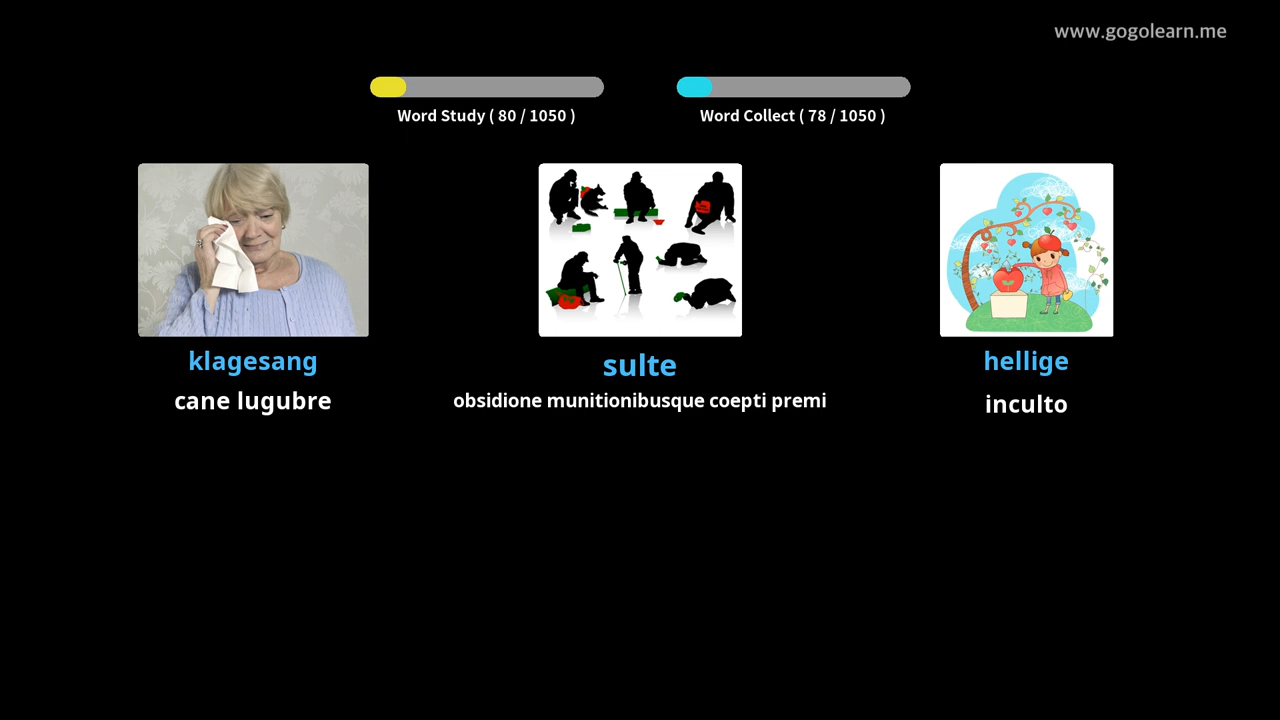 www.gogolearn.me
Word Study ( 80 / 1050 )
Word Collect ( 78 / 1050 )
klagesang
sulte
hellige
cane lugubre
obsidione munitionibusque coepti premi
inculto